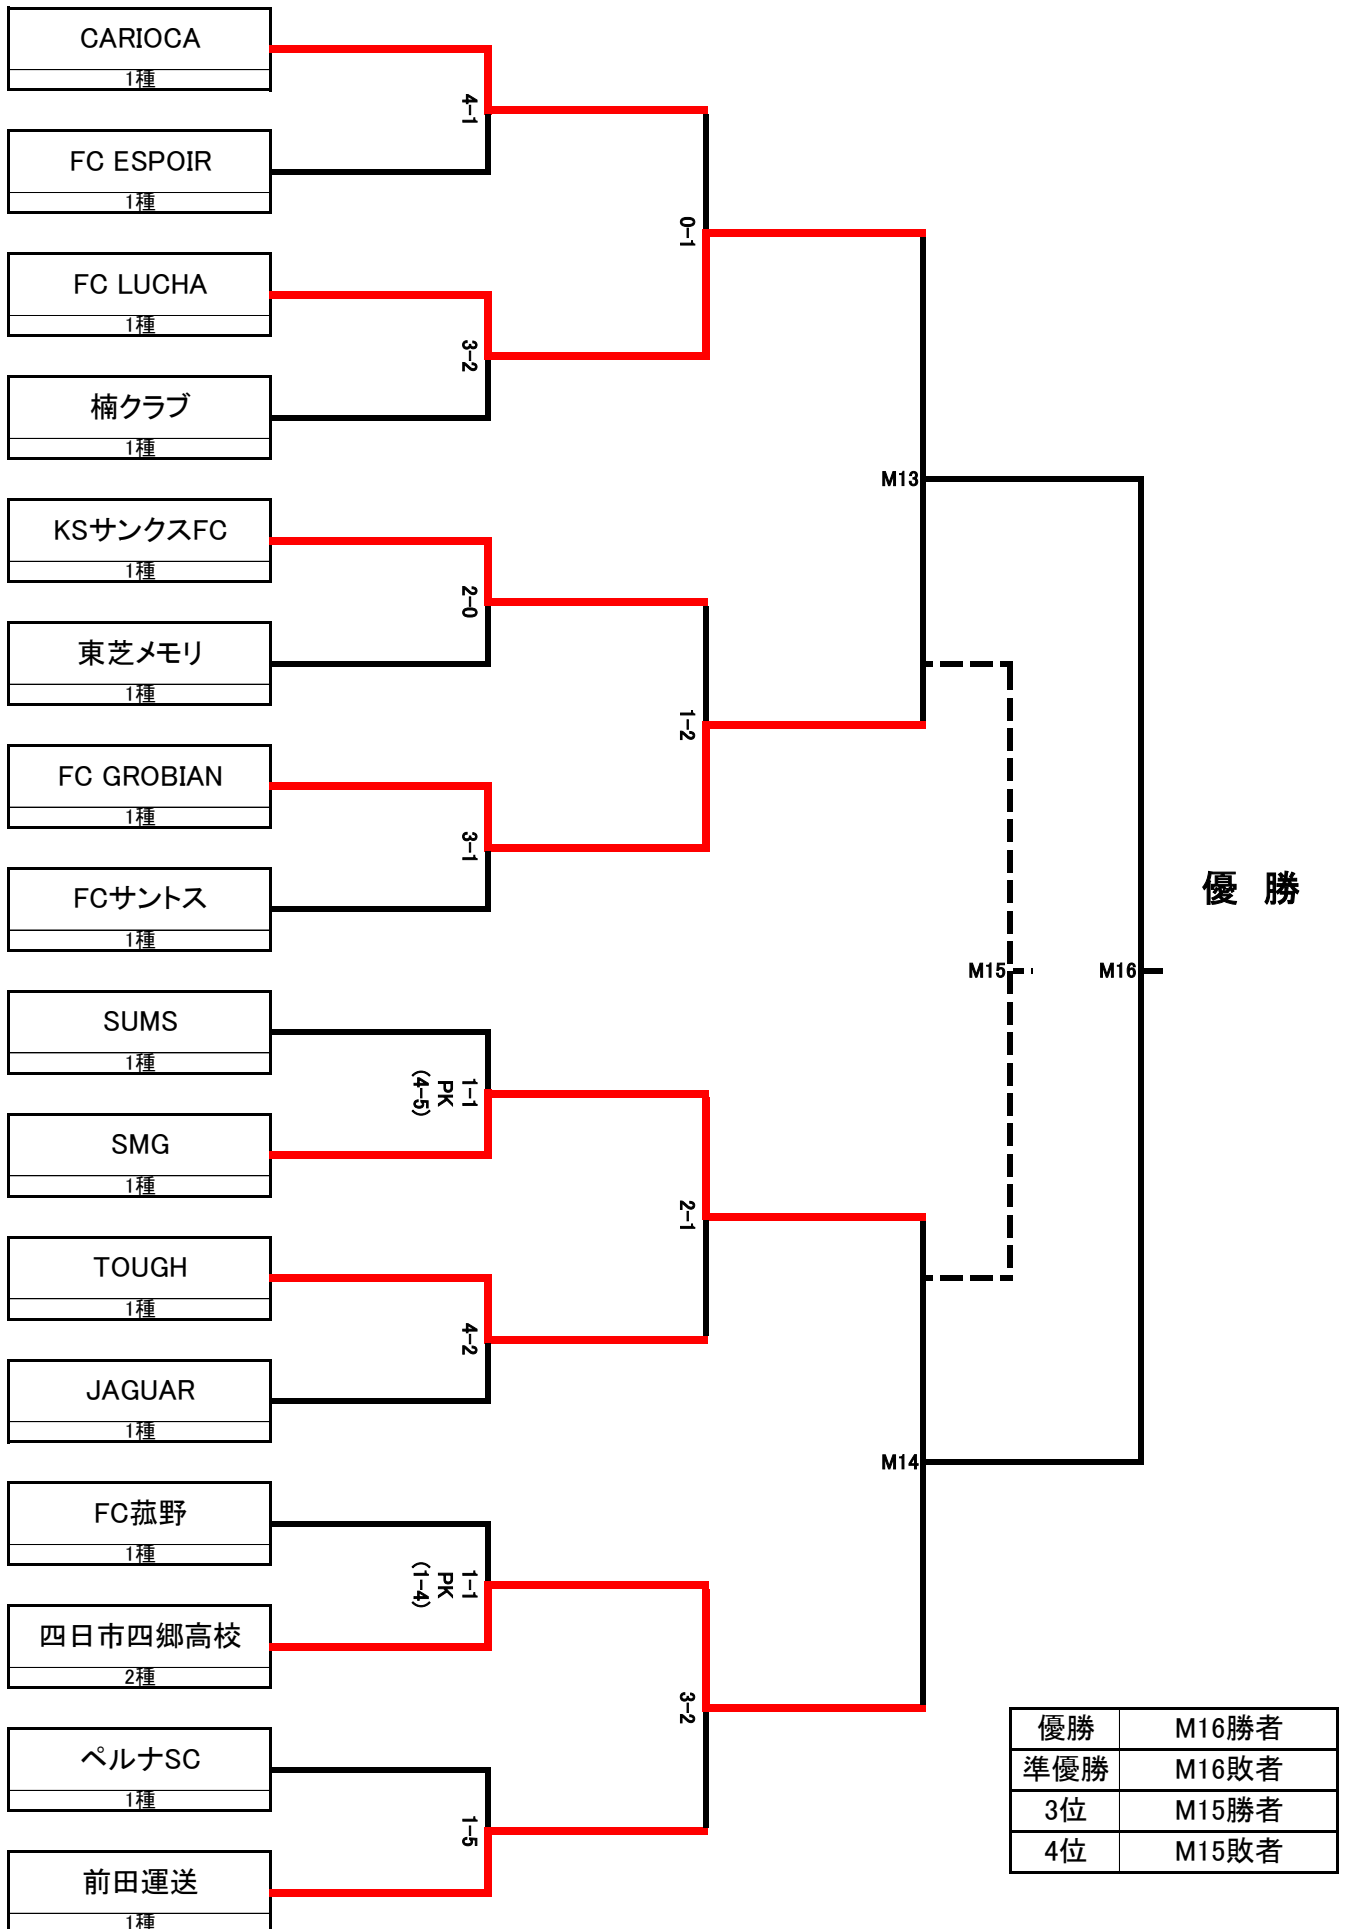 CARIOCA
1種
4-1
FC ESPOIR
1種
0-1
FC LUCHA
1種
3-2
楠クラブ
1種
M13
KSサンクスFC
1種
2-0
東芝メモリ
1種
1-2
FC GROBIAN
1種
3-1
FCサントス
1種
優 勝
M15
M16
SUMS
1種
1-1
PK
(4-5)
SMG
1種
2-1
TOUGH
1種
4-2
JAGUAR
1種
M14
FC菰野
1種
1-1
PK
(1-4)
四日市四郷高校
2種
3-2
ペルナSC
1種
1-5
前田運送
1種
優勝 M16勝者
準優勝 M16敗者
3位 M15勝者
4位 M15敗者